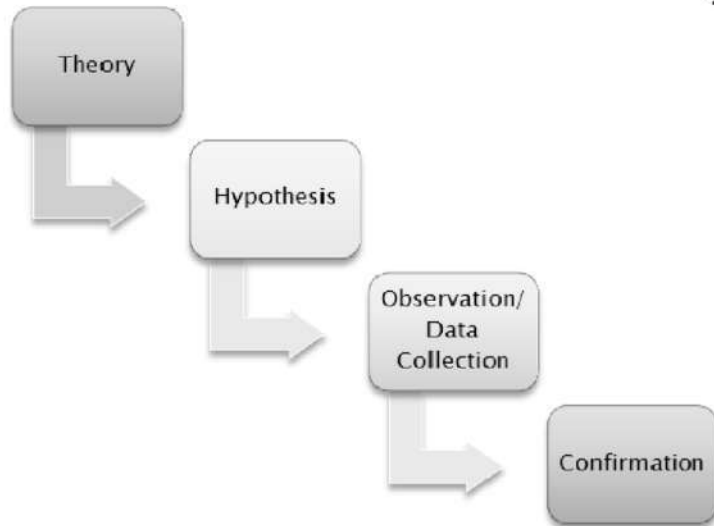 Theory
Hypothesis
Observation/
Data
Collection
Confirmation